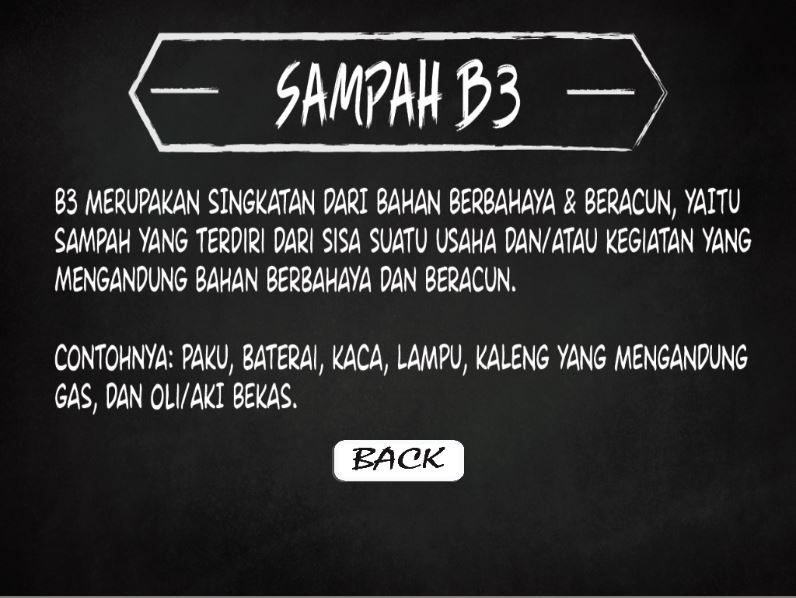 SAMPAH B3
B3 MERUPAKAN SINGKATAN DARI BAHAN BERBAHAYA & BERACUN, YAITU
SAMPAH YANG TERDIRI DARI SISA SUATU USAHA DAN/ATAU KEGIATAN YANG
MENGANDUNG BAHAN BERBAHAYA DAN BERACUN.
CONTOHNYA: PAKU, BATERAI, KACA, LAMPU, KALENG YANG MENGANDUNG
GAS, DAN OLI/AKI BEKAS.
BACK